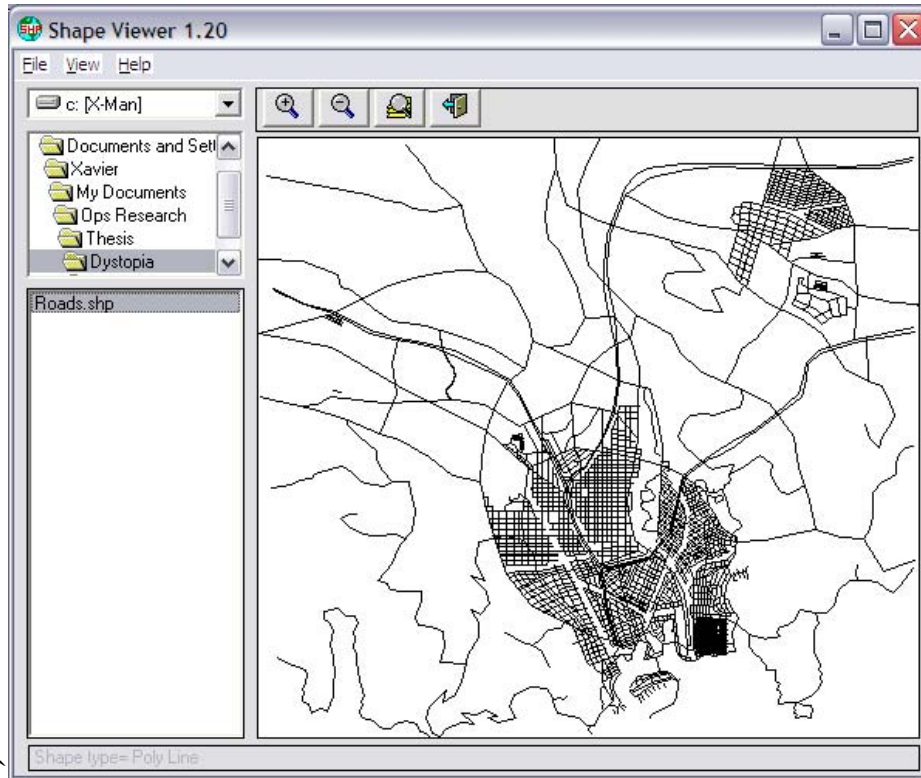 SHP Shape Viewer 1.20
File View Help
c: [X-Man]
Documents and Sett
Xavier
My Documents
Ops Research
Thesis
Dystopia
Roads.shp
Shape type= Poly Line